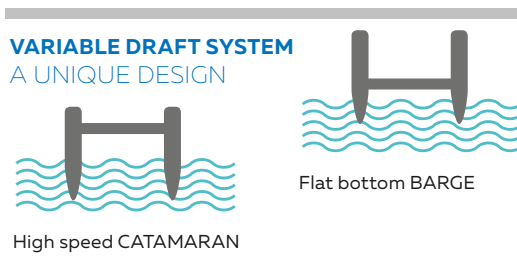 VARIABLE DRAFT SYSTEM
A UNIQUE DESIGN
Flat bottom BARGE
High speed CATAMARAN